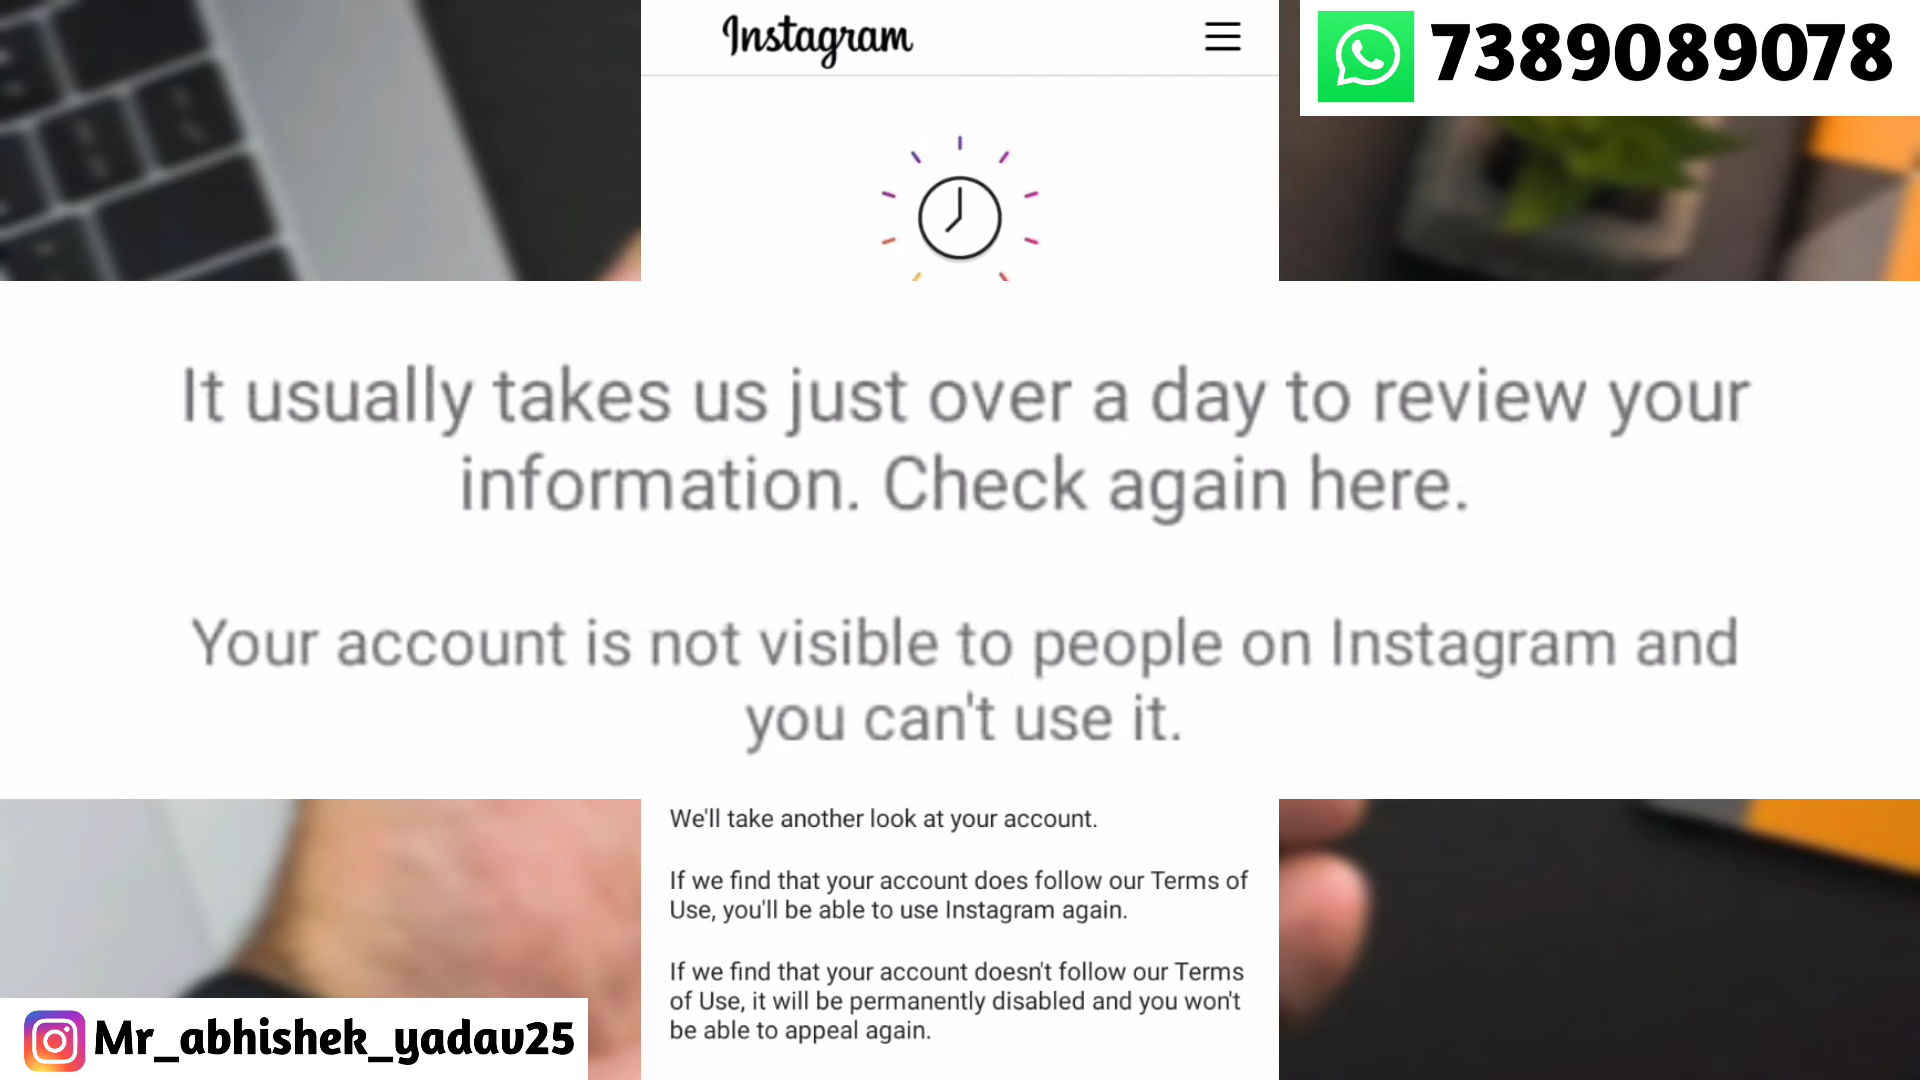 Instagram
7389089078
It usually takes us just over a day to review your
information. Check again here.
Your account is not visible to people on Instagram and
you can't use it.
We'll take another look at your account.
If we find that your account does follow our Terms of
Use, you'll be able to use Instagram again.
If we find that your account doesn't follow our Terms
of Use, it will be permanently disabled and you won't
be able to appeal again.
Mr_abhishek_yadav25